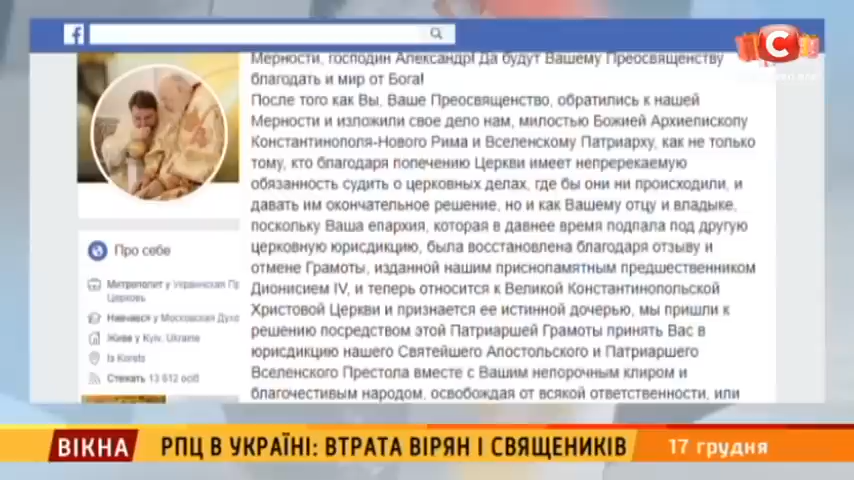 Мерности, господин Александр! Да будут Вашему Преосвященству
благодать и мир от Бога!
После того как Вы, Ваше Преосвященство, обратились к нашей
Мерности и изложили свое дело нам, милостью Божией Архиепископу
Константинополя-Нового Рима и Вселенскому Патриарху, как не только
тому, кто благодаря попечению Церкви имеет непререкаемую
обязанность судить о церковных делах, где бы они ни происходили, и
давать им окончательное решение, но и как Вашему отцу и владыке,
поскольку Ваша епархия, которая в давнее время подпала под другую
церковную юрисдикцию, была восстановлена благодаря отзыву и
отмене Грамоты, изданной нашим приснопамятным предшественником
Дионисием IV, и теперь относится к Великой Константинопольской
Христовой Церкви и признается ее истинной дочерью, мы пришли к
решению посредством этой Патриаршей Грамоты принять Вас в
юрисдикцию нашего Святейшего Апостольского и Патриаршего
Вселенского Престола вместе с Вашим непорочным клиром и
благочестивым народом, освобождая от всякой ответственности, или
Про себе
Митрополит у Украинская Пр
Церковь
Навчався у Московская Духо
Живе у Kyiv, Ukraine
Із Korets
Стежать 13 612 осіб
f
С
ВІКНА
РПЦ В УКРАЇНІ: ВТРАТА ВІРЯН І СВЯЩЕНИКІВ
17 грудня